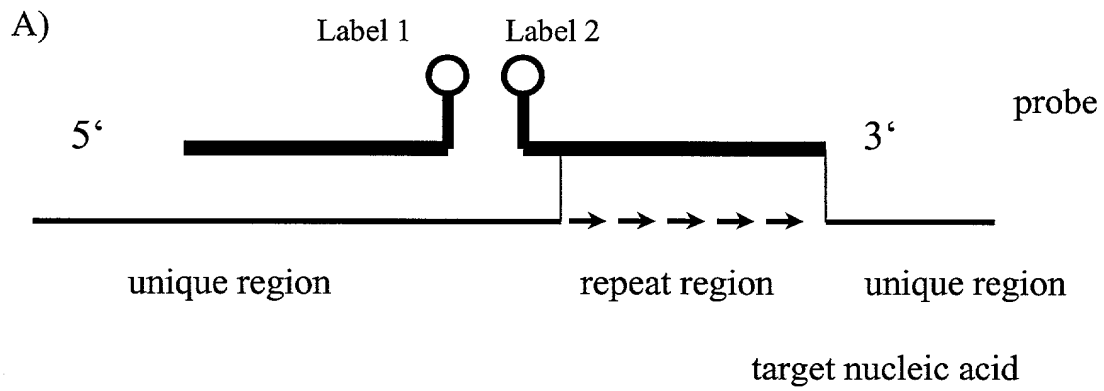 A)
Label 1
Label 2
probe
5‘
3‘
unique region
repeat region
unique region
target nucleic acid